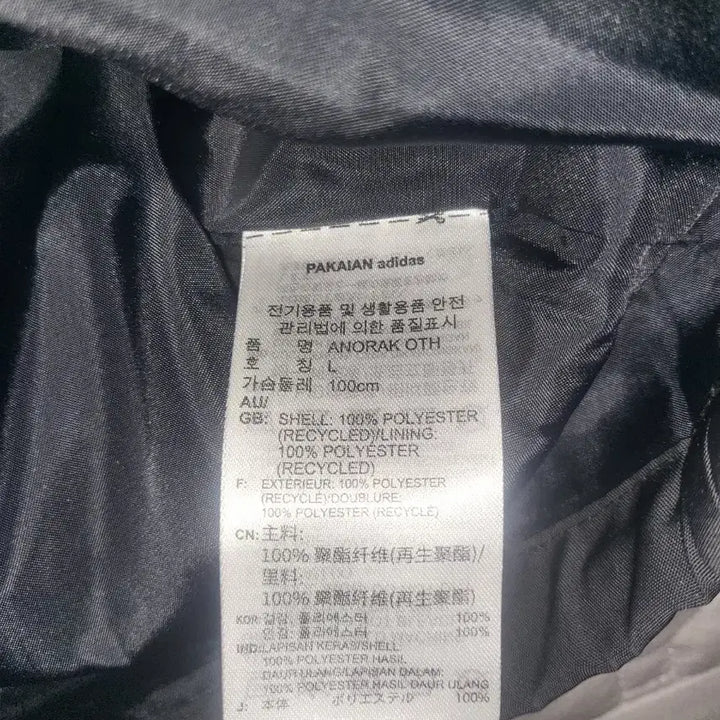 PAKAIAN adidas
전기용품 및 생활용품 안전
관리법에 의한 품질표시
품 명 ANORAK OTH
호 칭 L
가슴둘레 100cm
AU/
GB: SHELL: 100% POLYESTER
(RECYCLED)/LINING:
100% POLYESTER
(RECYCLED)
F: EXTÉRIEUR: 100% POLYESTER
(RECYCLÉ)/DOUBLURE:
100% POLYESTER (RECYCLÉ)
CN: 主料:
100% 聚酯纤维(再生聚酯)/
里料:
100% 聚酯纤维(再生聚酯)
KOR: 겉감: 폴리에스터 100%
안감: 폴리에스터 100%
IND: LAPISAN KERAS/SHELL:
100% POLYESTER HASIL
DAUR ULANG/LAPISAN DALAM:
100% POLYESTER HASIL DAUR ULANG
J: 本体 ポリエステル 100%